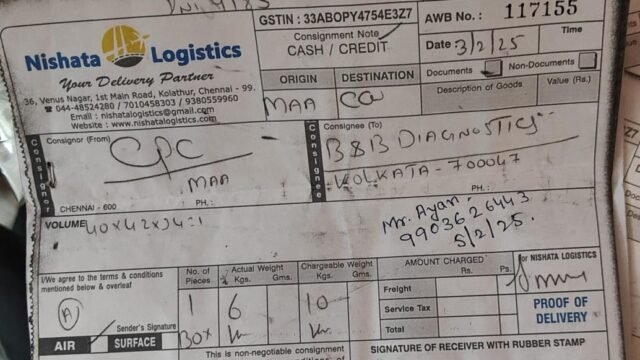 Nishata Logistics
Your Delivery Partner
36, Venus Nagar, 1st Main Road, Kolathur, Chennai - 99.
044-48524280 / 7010458303 / 9380559960
Email : nishatalogistics@gmail.com
Website : www.nishatalogistics.com
GSTIN : 33ABOPY4754E3Z7
Consignment Note
CASH / CREDIT
ORIGIN DESTINATION
MAA CCU
AWB No. : 117155
Date 3/2/25 Time
Documents Non-Documents
Description of Goods Value (Rs.)
Consignor
Consignor (From)
CPC
MAA
CHENNAI - 600 PH. :
Consignee
Consignee (To)
B&B DIAGNOSTICS
KOLKATA - 700047
PH. :
Mr. Ayan
9903626443
5/2/25.
VOLUME 40x42x34=1
I/We agree to the terms & conditions
mentioned below & overleaf
A
Sender's Signature
AIR SURFACE
No. of Pieces
1
Box
Actual Weight
Kgs. Gms.
6
Chargeable Weight
Kgs. Gms.
10
AMOUNT CHARGED
Rs. Ps.
Freight
Service Tax
Total
for NISHATA LOGISTICS
PROOF OF
DELIVERY
This is non-negotiable consignment
SIGNATURE OF RECEIVER WITH RUBBER STAMP